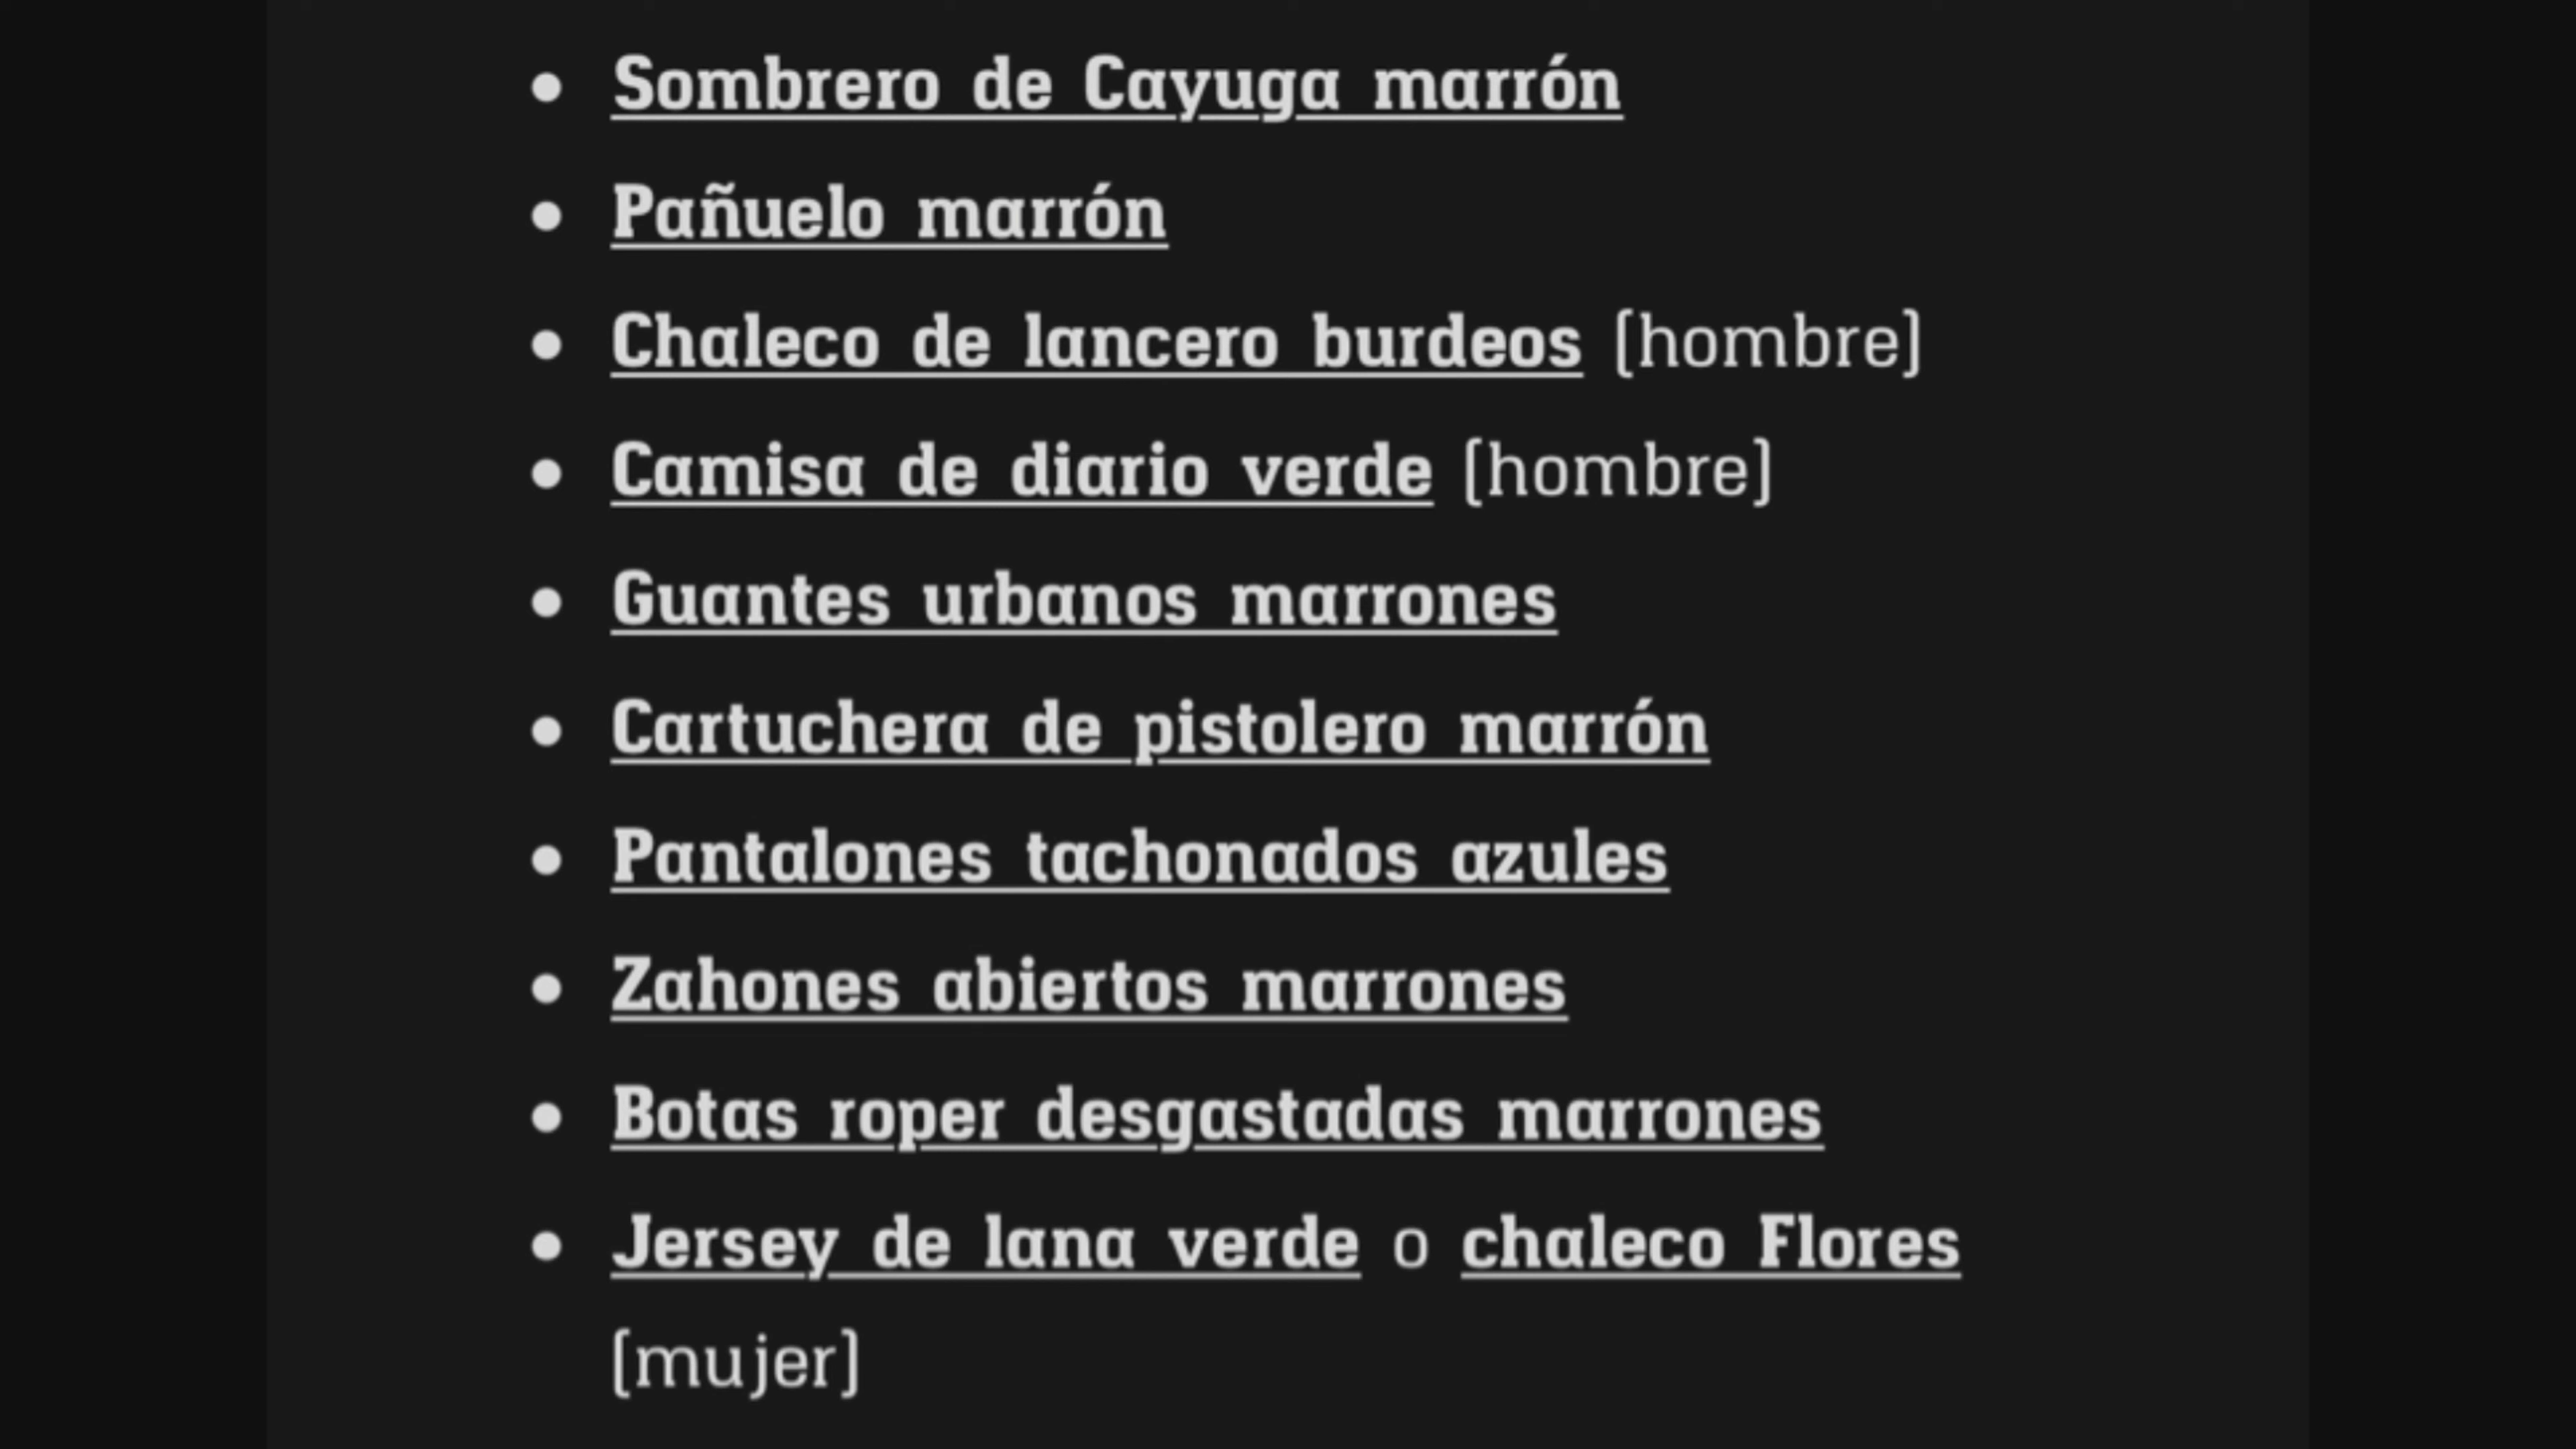 Sombrero de Cayuga marrón
Pañuelo marrón
Chaleco de lancero burdeos (hombre)
Camisa de diario verde (hombre)
Guantes urbanos marrones
Cartuchera de pistolero marrón
Pantalones tachonados azules
Zahones abiertos marrones
Botas roper desgastadas marrones
Jersey de lana verde o chaleco Flores
(mujer)